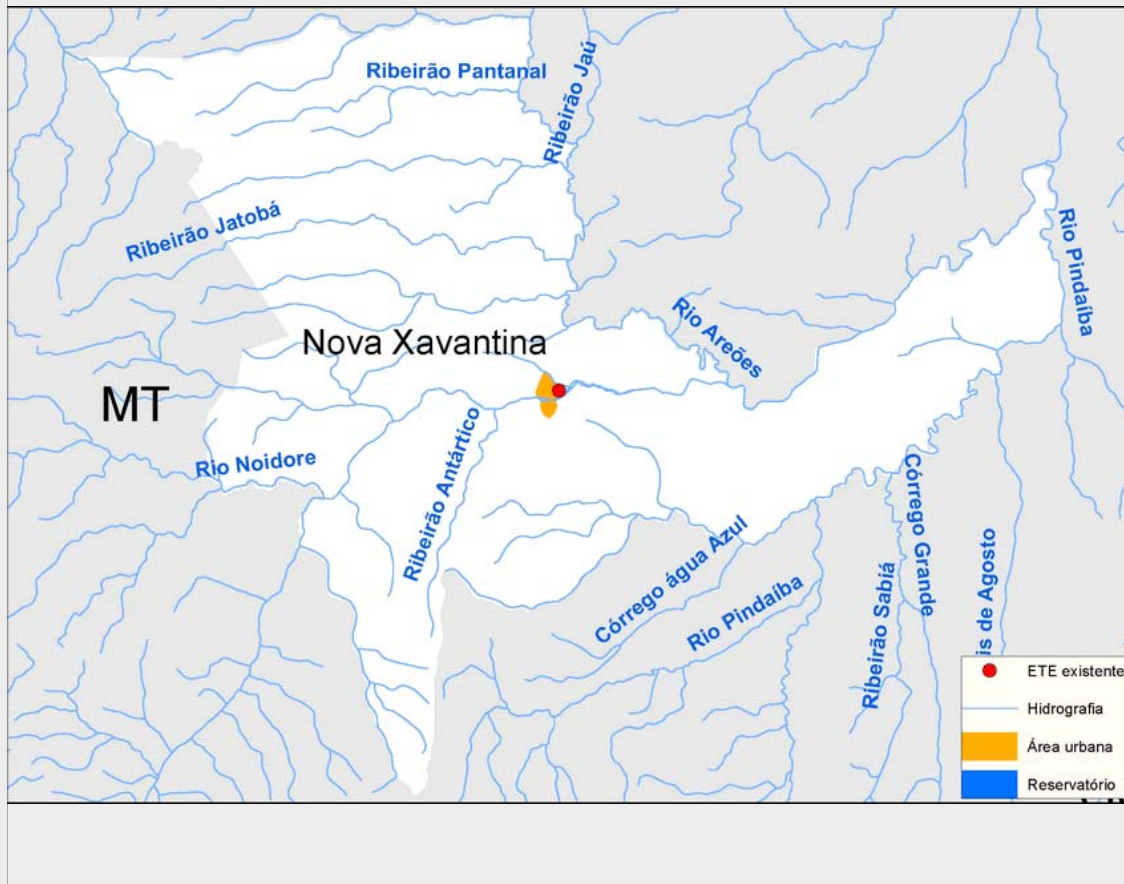 Ribeirão Pantanal
Ribeirão Jaú
Ribeirão Jatobá
Rio Pindaíba
Rio Areões
Nova Xavantina
MT
Rio Noidore
Ribeirão Antártico
Córrego água Azul
Rio Pindaíba
Ribeirão Sabiá
Córrego Grande
is de Agosto
ETE existente
Hidrografia
Área urbana
Reservatório